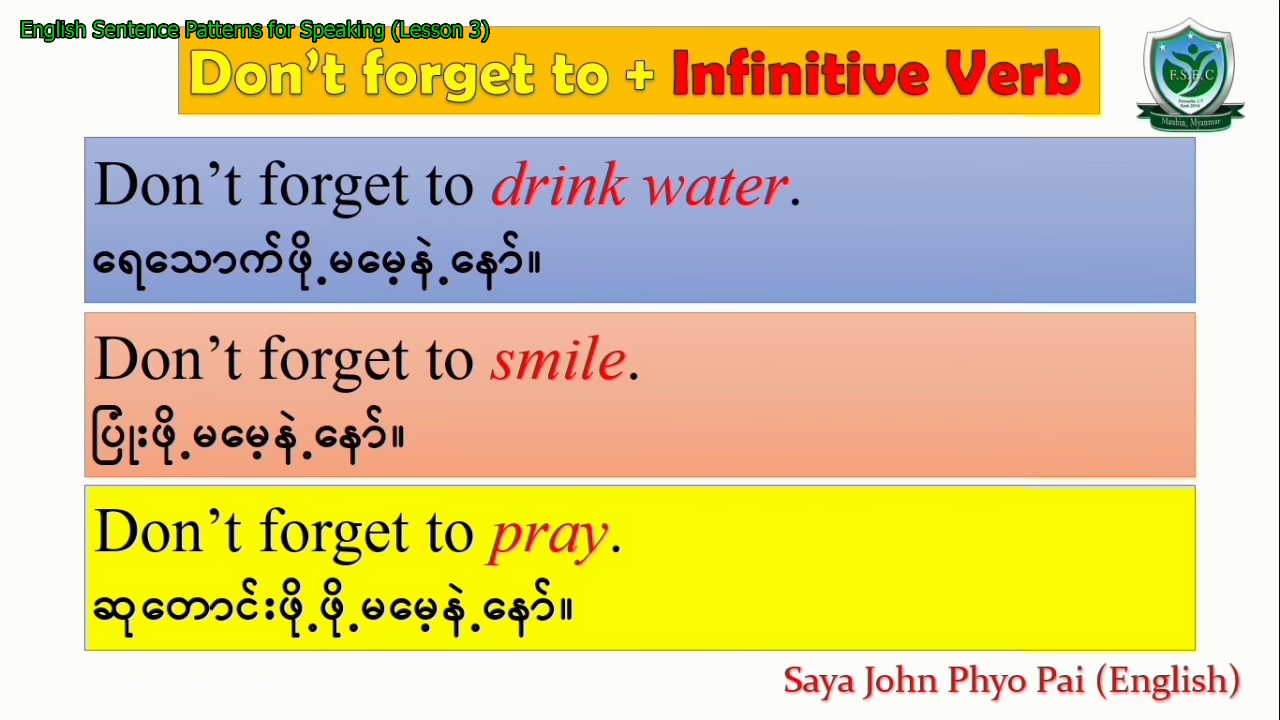 English Sentence Patterns for Speaking (Lesson 3)
Don't forget to + Infinitive Verb
F.S.E.C
Maubin, Myanmar
Don't forget to drink water.
ရေသောက်ဖို့မမေ့နဲ့နော်။
Don't forget to smile.
ပြုံးဖို့မမေ့နဲ့နော်။
Don't forget to pray.
ဆုတောင်းဖို့ဖို့မမေ့နဲ့နော်။
Saya John Phyo Pai (English)